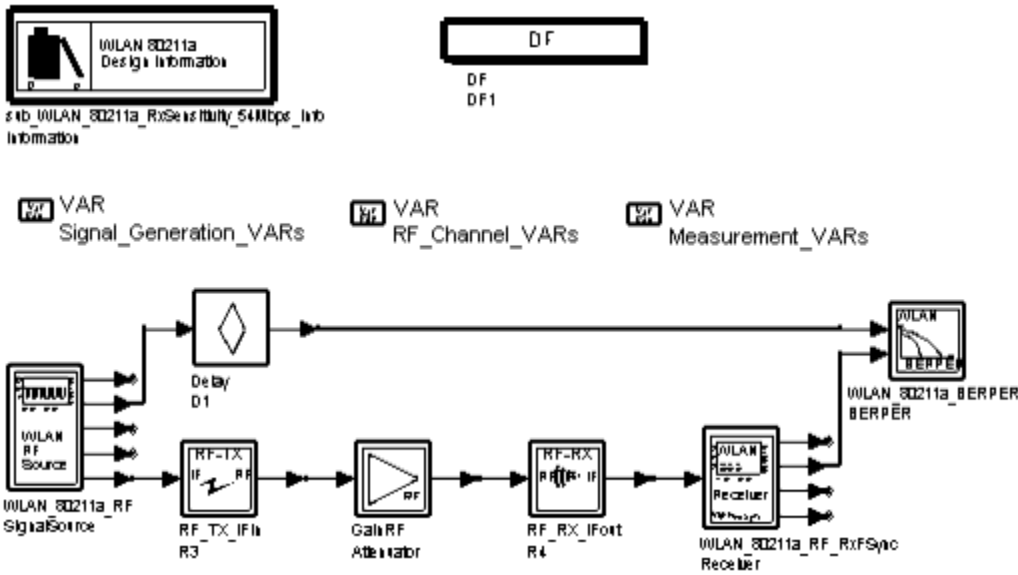 WLAN 80211a
Design Information
DF
DF
DF1
sub_WLAN_80211a_RxSensitivity_54Mbps_Info
Information
VAR
Signal_Generation_VARs
VAR
RF_Channel_VARs
VAR
Measurement_VARs
WLAN
BERPER
WLAN_80211a_BERPER
BERPER
Delay
D1
WLAN
RF
Source
WLAN_80211a_RF
SignalSource
RF-TX
IF RF
RF_TX_IFin
R3
RF
GainRF
Attenuator
RF-RX
RF IF
RF_RX_IFout
R4
WLAN
Receiver
WLAN_80211a_RF_RxFSync
Receiver